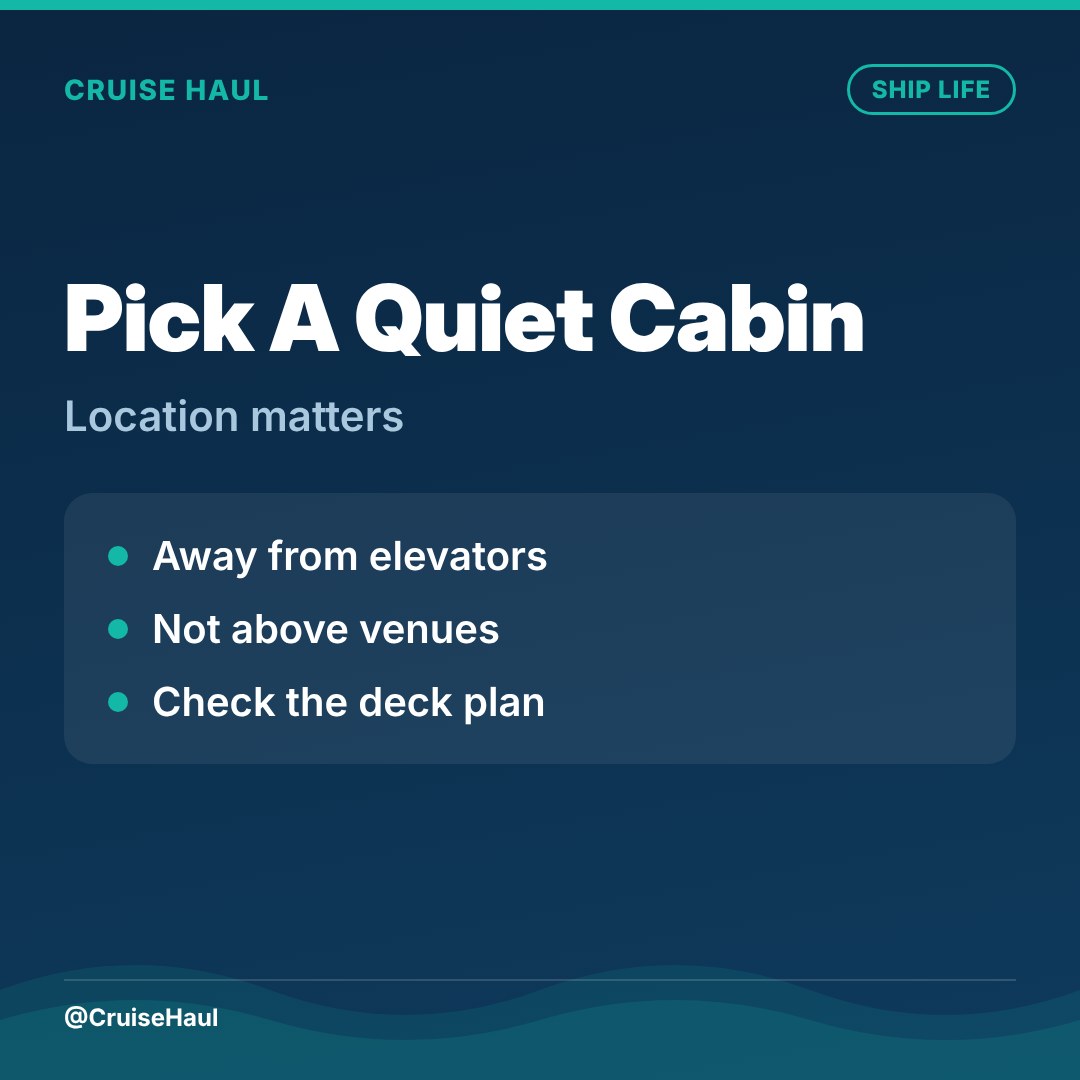 CRUISE HAUL
SHIP LIFE
Pick A Quiet Cabin
Location matters
Away from elevators
Not above venues
Check the deck plan
@CruiseHaul